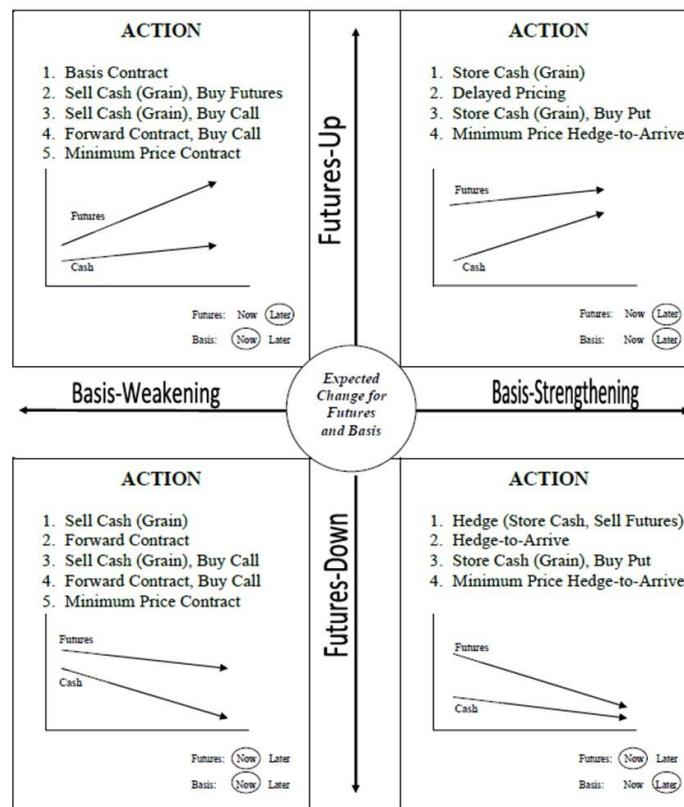 ACTION
1. Basis Contract
2. Sell Cash (Grain), Buy Futures
3. Sell Cash (Grain), Buy Call
4. Forward Contract, Buy Call
5. Minimum Price Contract
Futures
Cash
Futures: Now Later
Basis: Now Later
Futures-Up
ACTION
1. Store Cash (Grain)
2. Delayed Pricing
3. Store Cash (Grain), Buy Put
4. Minimum Price Hedge-to-Arrive
Futures
Cash
Futures: Now Later
Basis: Now Later
Basis-Weakening
Expected
Change for
Futures
and Basis
Basis-Strengthening
ACTION
1. Sell Cash (Grain)
2. Forward Contract
3. Sell Cash (Grain), Buy Call
4. Forward Contract, Buy Call
5. Minimum Price Contract
Futures
Cash
Futures: Now Later
Basis: Now Later
Futures-Down
ACTION
1. Hedge (Store Cash, Sell Futures)
2. Hedge-to-Arrive
3. Store Cash (Grain), Buy Put
4. Minimum Price Hedge-to-Arrive
Futures
Cash
Futures: Now Later
Basis: Now Later